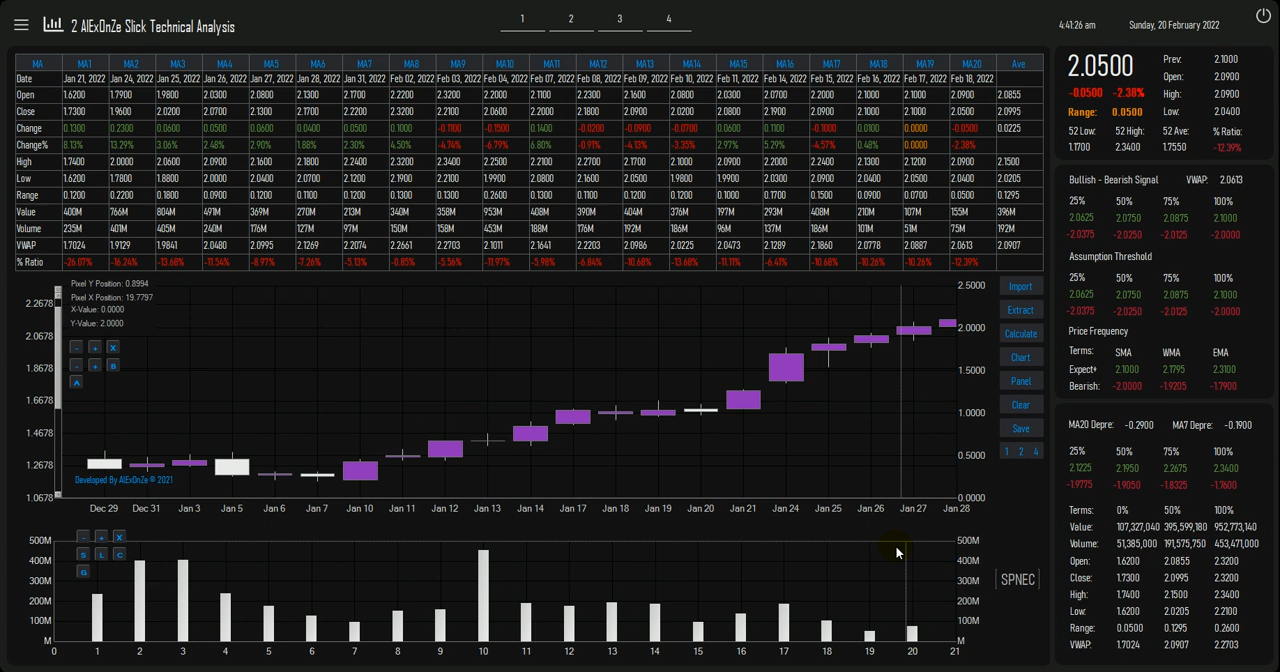 2 AlExOnZe Slick Technical Analysis
1 2 3 4
4:41:26 am Sunday, 20 February 2022
MA MA1 MA2 MA3 MA4 MA5 MA6 MA7 MA8 MA9 MA10 MA11 MA12 MA13 MA14 MA15 MA16 MA17 MA18 MA19 MA20 Ave
Date Jan 21, 2022 Jan 24, 2022 Jan 25, 2022 Jan 26, 2022 Jan 27, 2022 Jan 28, 2022 Jan 31, 2022 Feb 02, 2022 Feb 03, 2022 Feb 04, 2022 Feb 07, 2022 Feb 08, 2022 Feb 09, 2022 Feb 10, 2022 Feb 11, 2022 Feb 14, 2022 Feb 15, 2022 Feb 16, 2022 Feb 17, 2022 Feb 18, 2022
Open 1.6200 1.7900 1.9800 2.0300 2.0800 2.1300 2.1700 2.2200 2.3200 2.2000 2.1100 2.2300 2.1600 2.0800 2.0300 2.0700 2.2000 2.1000 2.1000 2.0900 2.0855
Close 1.7300 1.9600 2.0200 2.0700 2.1300 2.1700 2.2200 2.3200 2.2100 2.0600 2.2000 2.1800 2.0900 2.0200 2.0800 2.1900 2.0900 2.1000 2.1000 2.0500 2.0995
Change 0.1300 0.2300 0.0600 0.0500 0.0600 0.0400 0.0500 0.1000 -0.1100 -0.1500 0.1400 -0.0200 -0.0900 -0.0700 0.0600 0.1100 -0.1000 0.0100 0.0000 -0.0500 0.0225
Change% 8.13% 13.29% 3.06% 2.48% 2.90% 1.88% 2.30% 4.50% -4.74% -6.79% 6.80% -0.91% -4.13% -3.35% 2.97% 5.29% -4.57% 0.48% 0.0000 -2.38%
High 1.7400 2.0000 2.0600 2.0900 2.1600 2.1800 2.2400 2.3200 2.3400 2.2500 2.2100 2.2700 2.1700 2.1000 2.0900 2.2000 2.2400 2.1300 2.0900 2.0900 2.1500
Low 1.6200 1.7800 1.8800 2.0000 2.0400 2.0700 2.1200 2.1900 2.2100 1.9900 2.0800 2.1600 2.0500 1.9800 1.9900 2.0300 2.0900 2.0400 2.0500 2.0400 2.0205
Range 0.1200 0.2200 0.1800 0.0900 0.1200 0.1100 0.1200 0.1300 0.1300 0.2600 0.1300 0.1100 0.1200 0.1200 0.1000 0.1700 0.1500 0.0900 0.0700 0.0500 0.1295
Value 400M 766M 804M 491M 369M 270M 213M 340M 358M 953M 408M 390M 404M 376M 197M 293M 408M 210M 107M 155M 396M
Volume 235M 401M 405M 240M 176M 127M 97M 150M 158M 453M 188M 176M 192M 186M 96M 137M 186M 101M 51M 75M 192M
VWAP 1.7024 1.9129 1.9841 2.0480 2.0995 2.1269 2.2074 2.2661 2.2703 2.1011 2.1641 2.2203 2.0986 2.0225 2.0473 2.1289 2.1860 2.0778 2.0887 2.0613 2.0907
% Ratio -26.07% -16.24% -13.68% -11.54% -8.97% -7.26% -5.13% -0.85% -5.56% -11.97% -5.98% -6.84% -10.68% -13.68% -11.11% -6.41% -10.68% -10.26% -10.26% -12.39%
2.0500
-0.0500 -2.38%
Range: 0.0500
Prev: 2.1000
Open: 2.0900
High: 2.0900
Low: 2.0400
52 Low: 52 High: 52 Ave: % Ratio:
1.1700 2.3400 1.7550 -12.39%
Bullish - Bearish Signal VWAP: 2.0613
25% 50% 75% 100%
2.0625 2.0750 2.0875 2.1000
-2.0375 -2.0250 -2.0125 -2.0000
Assumption Threshold
25% 50% 75% 100%
2.0625 2.0750 2.0875 2.1000
-2.0375 -2.0250 -2.0125 -2.0000
Price Frequency
Terms: SMA WMA EMA
Expect+ 2.1000 2.1795 2.3100
Bearish: -2.0000 -1.9205 -1.7900
MA20 Depre: -0.2900 MA7 Depre: -0.1900
25% 50% 75% 100%
2.1225 2.1950 2.2675 2.3400
-1.9775 -1.9050 -1.8325 -1.7600
Terms: 0% 50% 100%
Value: 107,327,040 395,599,180 952,773,140
Volume: 51,385,000 191,575,750 453,471,000
Open: 1.6200 2.0855 2.3200
Close: 1.7300 2.0995 2.3200
High: 1.7400 2.1500 2.3400
Low: 1.6200 2.0205 2.2100
Range: 0.0500 0.1295 0.2600
VWAP: 1.7024 2.0907 2.2703
Pixel Y Position: 0.8994
Pixel X Position: 19.7797
X-Value: 0.0000
Y-Value: 2.0000
- + X
- + B
A
2.2678
2.0678
1.8678
1.6678
1.4678
1.2678
1.0678
2.5000
2.0000
1.5000
1.0000
0.5000
0.0000
Developed By AlExOnZe © 2021
Dec 29 Dec 31 Jan 3 Jan 5 Jan 6 Jan 7 Jan 10 Jan 11 Jan 12 Jan 13 Jan 14 Jan 17 Jan 18 Jan 19 Jan 20 Jan 21 Jan 24 Jan 25 Jan 26 Jan 27 Jan 28
Import
Extract
Calculate
Chart
Panel
Clear
Save
1 2 4
- + X
S L C
G
500M
400M
300M
200M
100M
M
500M
400M
300M
200M
100M
M
0 1 2 3 4 5 6 7 8 9 10 11 12 13 14 15 16 17 18 19 20 21
SPNEC